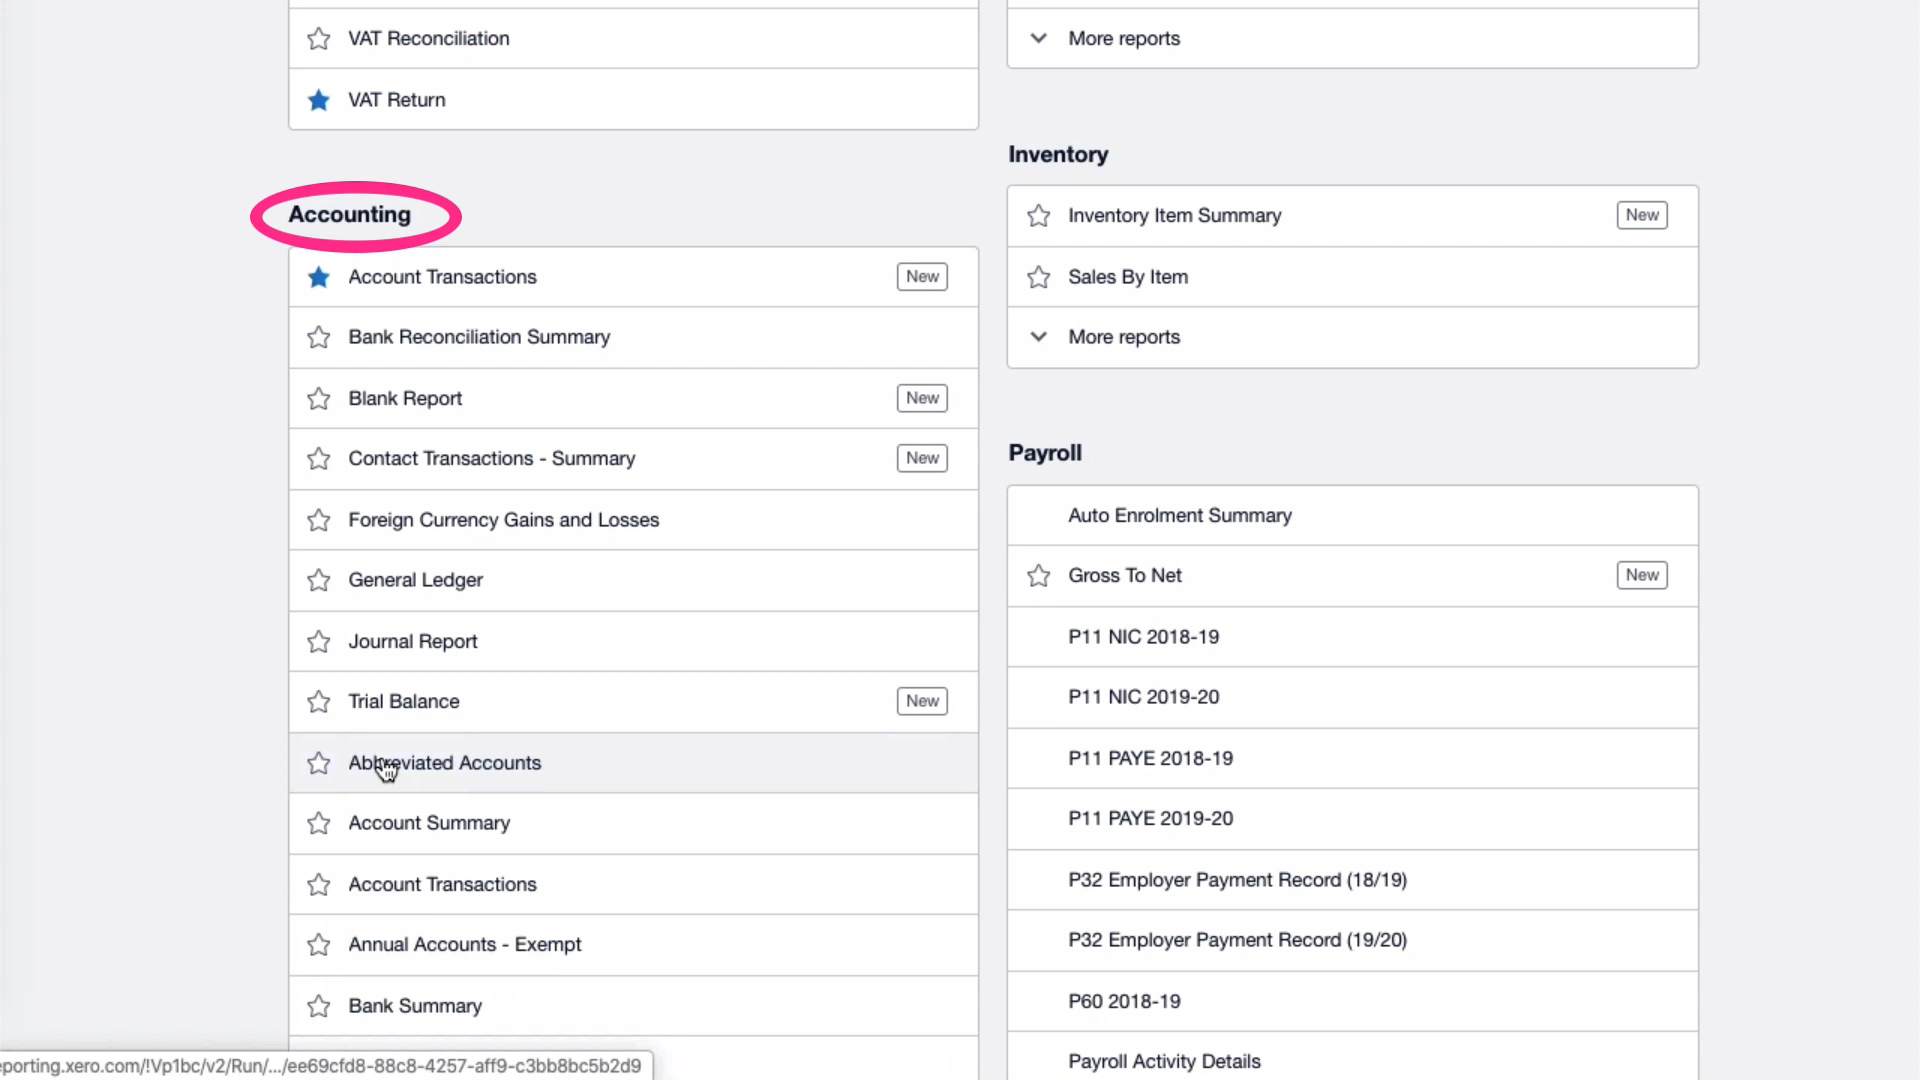 VAT Reconciliation
VAT Return
Accounting
Account Transactions New
Bank Reconciliation Summary
Blank Report New
Contact Transactions - Summary New
Foreign Currency Gains and Losses
General Ledger
Journal Report
Trial Balance New
Abbreviated Accounts
Account Summary
Account Transactions
Annual Accounts - Exempt
Bank Summary
eporting.xero.com/!Vp1bc/v2/Run/.../ee69cfd8-88c8-4257-aff9-c3bb8bc5b2d9
More reports
Inventory
Inventory Item Summary New
Sales By Item
More reports
Payroll
Auto Enrolment Summary
Gross To Net New
P11 NIC 2018-19
P11 NIC 2019-20
P11 PAYE 2018-19
P11 PAYE 2019-20
P32 Employer Payment Record (18/19)
P32 Employer Payment Record (19/20)
P60 2018-19
Payroll Activity Details